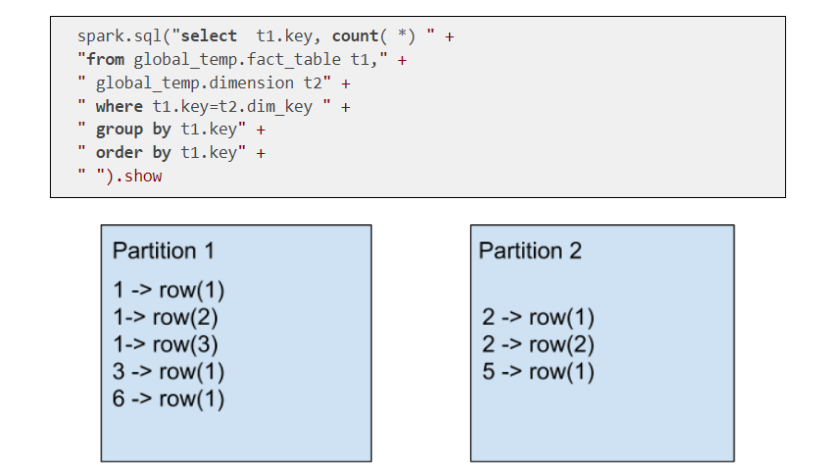 spark.sql("select  t1.key, count( *) " +
"from global_temp.fact_table t1," +
" global_temp.dimension t2" +
" where t1.key=t2.dim_key " +
" group by t1.key" +
" order by t1.key" +
" ").show
Partition 1
1 -> row(1)
1-> row(2)
1-> row(3)
3 -> row(1)
6 -> row(1)
Partition 2
2 -> row(1)
2 -> row(2)
5 -> row(1)